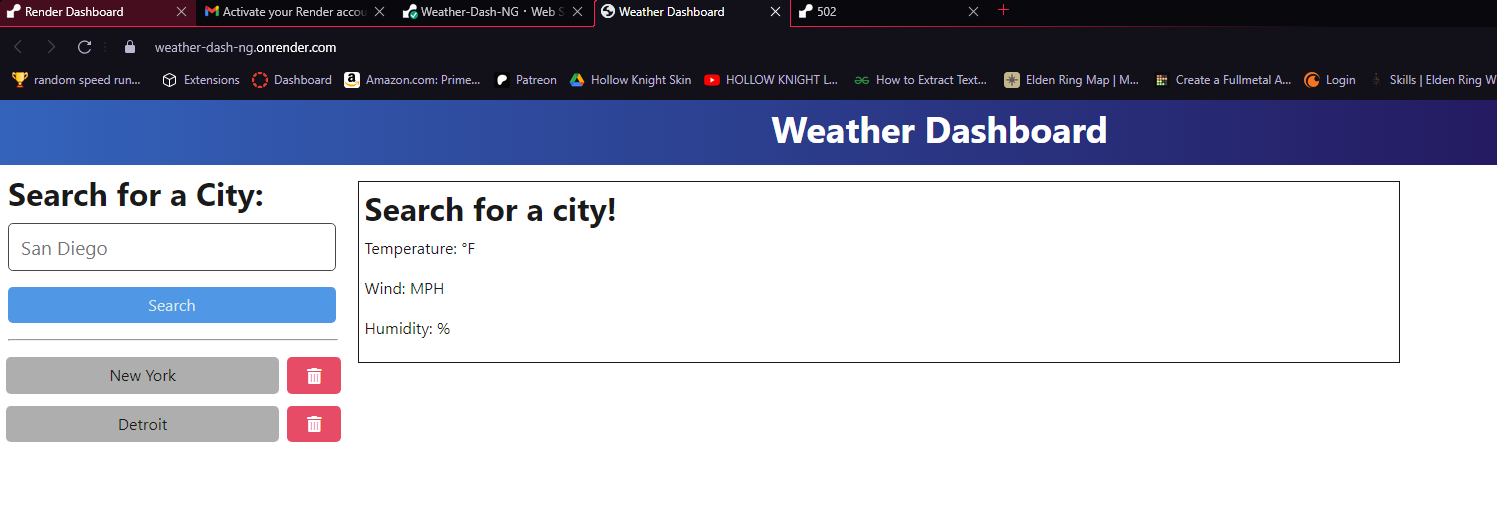 Render Dashboard
Activate your Render accou
Weather-Dash-NG · Web S
Weather Dashboard
502
weather-dash-ng.onrender.com
random speed run...
Extensions
Dashboard
Amazon.com: Prime...
Patreon
Hollow Knight Skin
HOLLOW KNIGHT L...
How to Extract Text...
Elden Ring Map | M...
Create a Fullmetal A...
Login
Skills | Elden Ring W
Weather Dashboard
Search for a City:
San Diego
Search
New York
Detroit
Search for a city!
Temperature: °F
Wind: MPH
Humidity: %